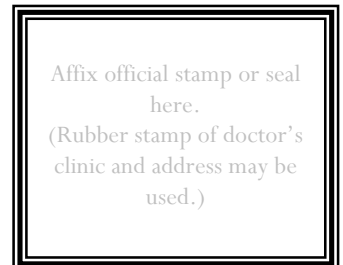 Affix official stamp or seal
here.
(Rubber stamp of doctor’s
clinic and address may be
used.)